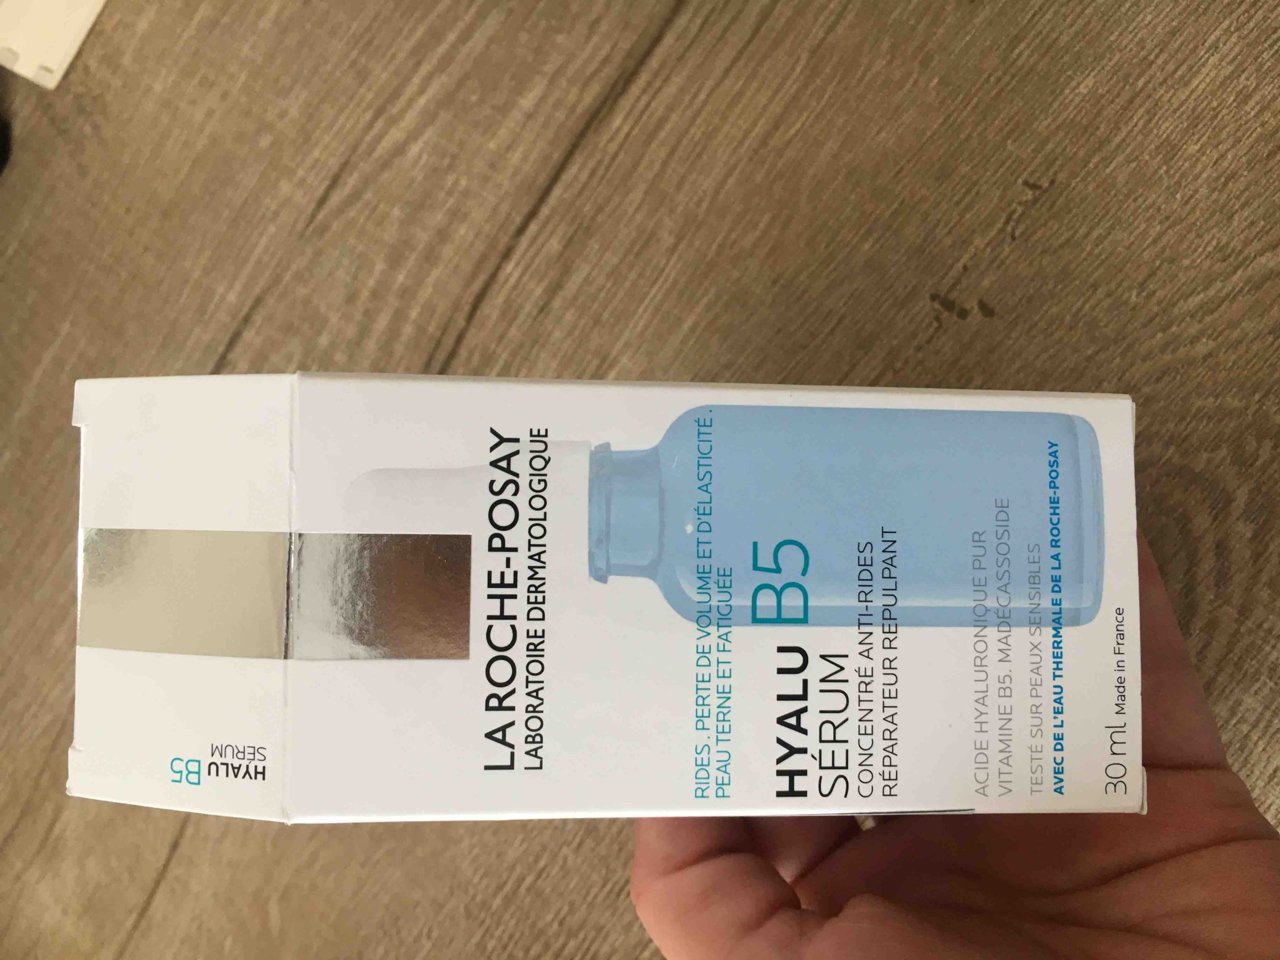 HYALU B5
SÉRUM
LA ROCHE-POSAY
LABORATOIRE DERMATOLOGIQUE
RIDES . PERTE DE VOLUME ET D'ÉLASTICITÉ .
PEAU TERNE ET FATIGUÉE
HYALU B5
SÉRUM
CONCENTRÉ ANTI-RIDES
RÉPARATEUR REPULPANT
ACIDE HYALURONIQUE PUR
VITAMINE B5. MADÉCASSOSIDE
TESTÉ SUR PEAUX SENSIBLES
AVEC DE L'EAU THERMALE DE LA ROCHE-POSAY
30 ml Made in France